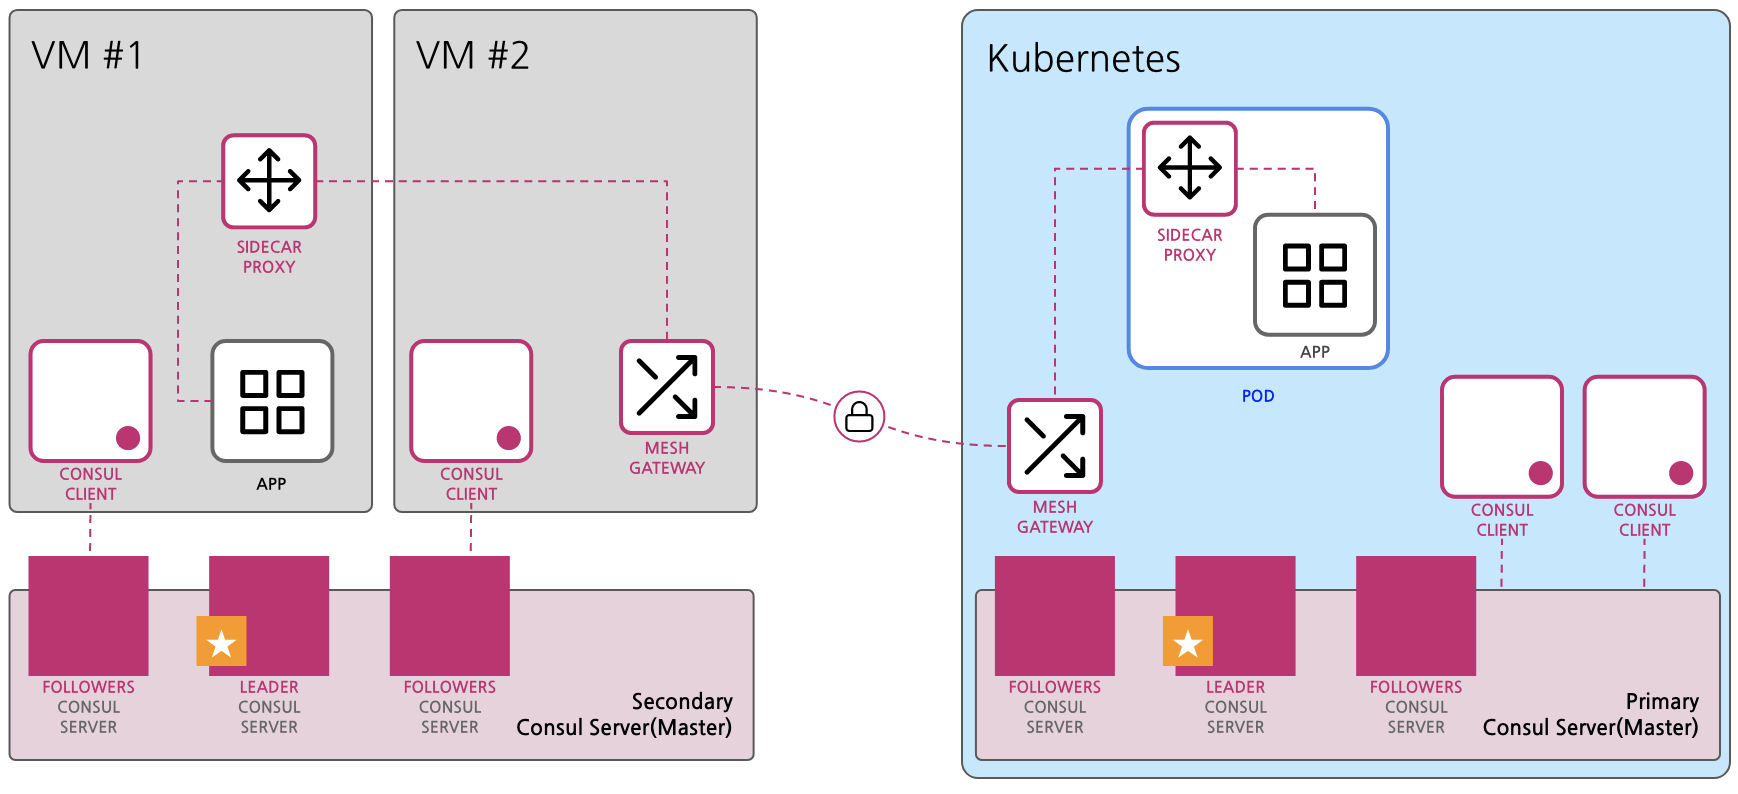 VM #1
SIDECAR
PROXY
CONSUL
CLIENT
APP
VM #2
CONSUL
CLIENT
MESH
GATEWAY
FOLLOWERS
CONSUL
SERVER
LEADER
CONSUL
SERVER
FOLLOWERS
CONSUL
SERVER
Secondary
Consul Server(Master)
Kubernetes
SIDECAR
PROXY
APP
POD
MESH
GATEWAY
CONSUL
CLIENT
CONSUL
CLIENT
FOLLOWERS
CONSUL
SERVER
LEADER
CONSUL
SERVER
FOLLOWERS
CONSUL
SERVER
Primary
Consul Server(Master)